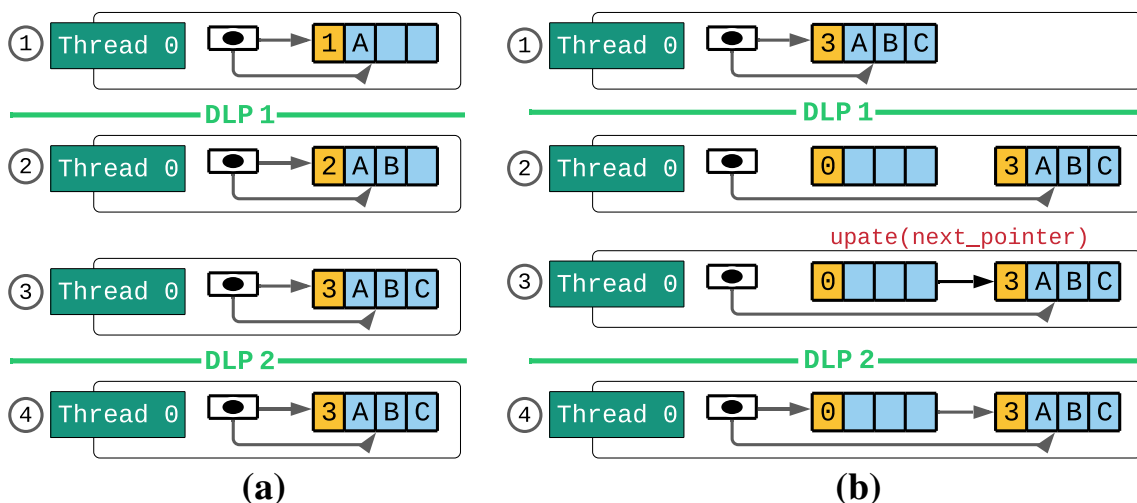 1 Thread 0 1 A
DLP 1
2 Thread 0 2 A B
3 Thread 0 3 A B C
DLP 2
4 Thread 0 3 A B C
(a)
1 Thread 0 3 A B C
DLP 1
2 Thread 0 0 3 A B C
upate(next_pointer)
3 Thread 0 0 3 A B C
DLP 2
4 Thread 0 0 3 A B C
(b)